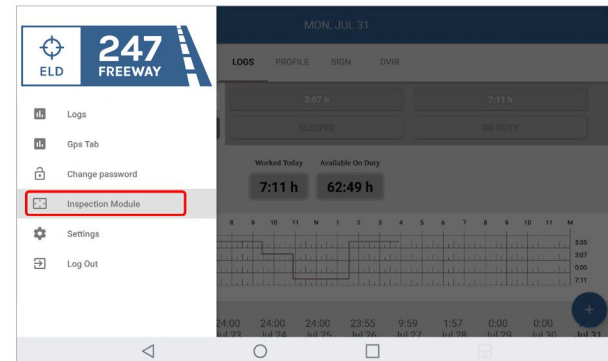 247
ELD FREEWAY
Logs
Gps Tab
Change password
Inspection Module
Settings
Log Out
MON, JUL 31
LOGS PROFILE SIGN DVIR
3:07 h 7:11 h
SLEEPER ON DUTY
Worked Today Available On Duty
7:11 h 62:49 h
8 9 10 11 N 1 2 3 4 5 6 7 8 9 10 11 M
5:35
3:07
0:00
7:11
24:00 24:00 24:00 23:55 9:59 1:57 0:00 0:00
Jul 23 Jul 24 Jul 25 Jul 26 Jul 27 Jul 28 Jul 29 Jul 30 Jul 31
+